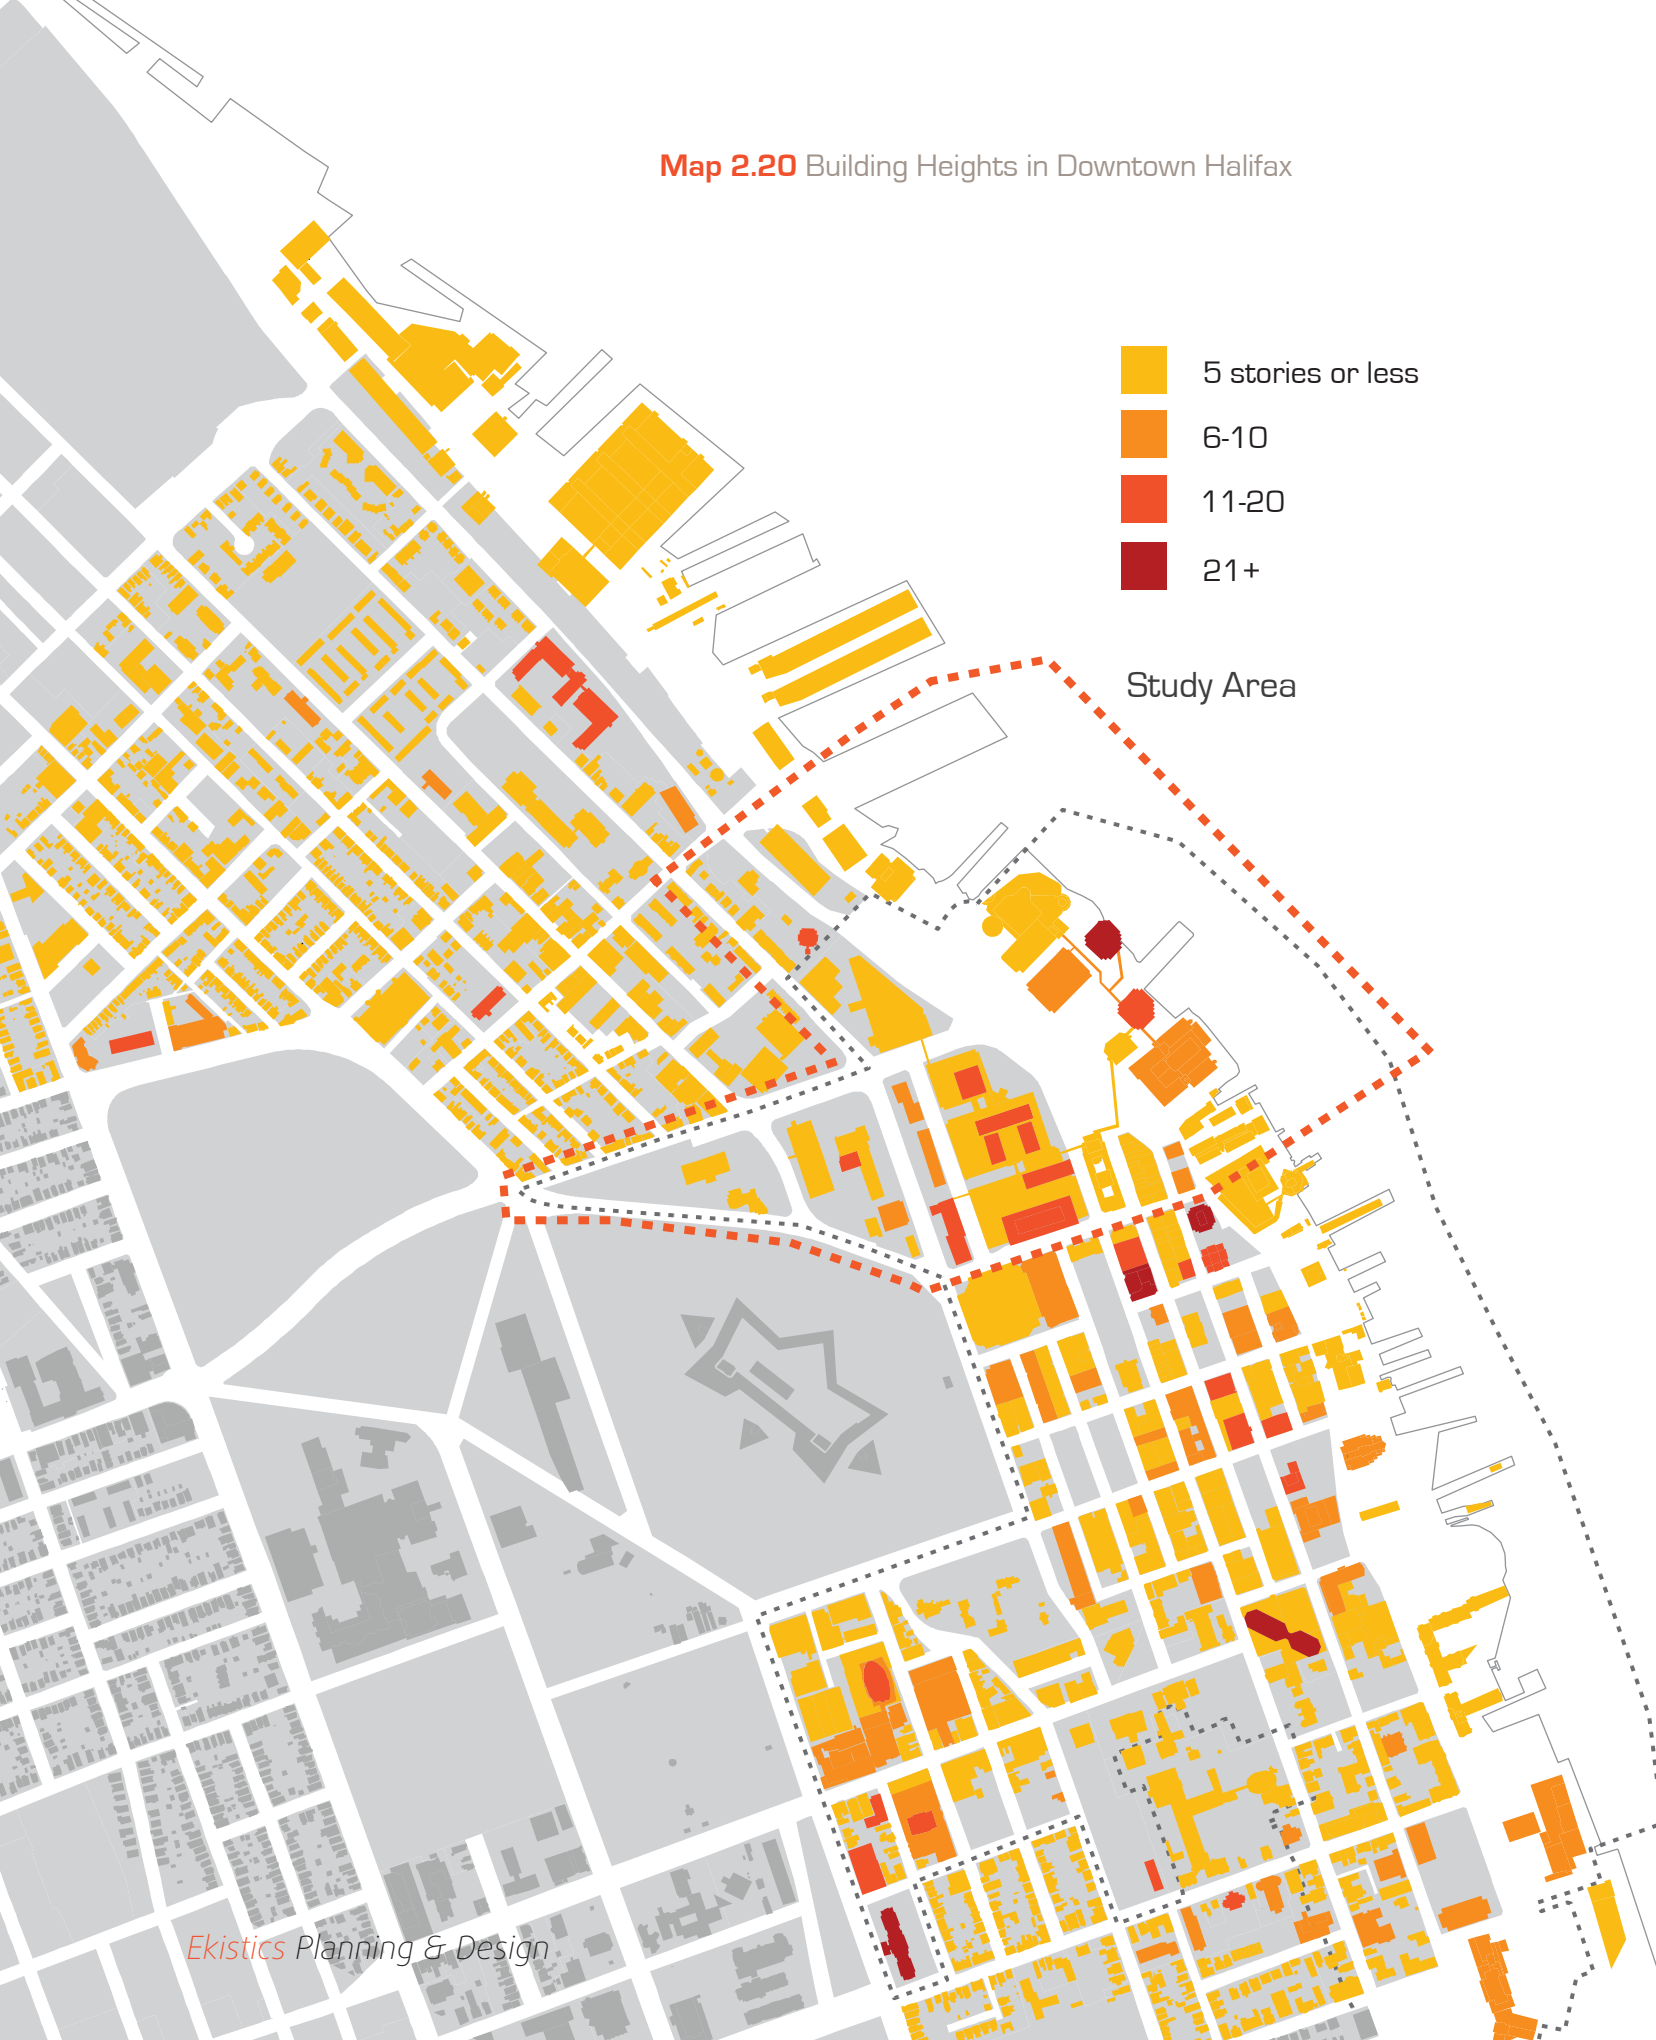 Map 2.20 Building Heights in Downtown Halifax
5 stories or less
6-10
11-20
21+
Study Area
Ekistics Planning & Design